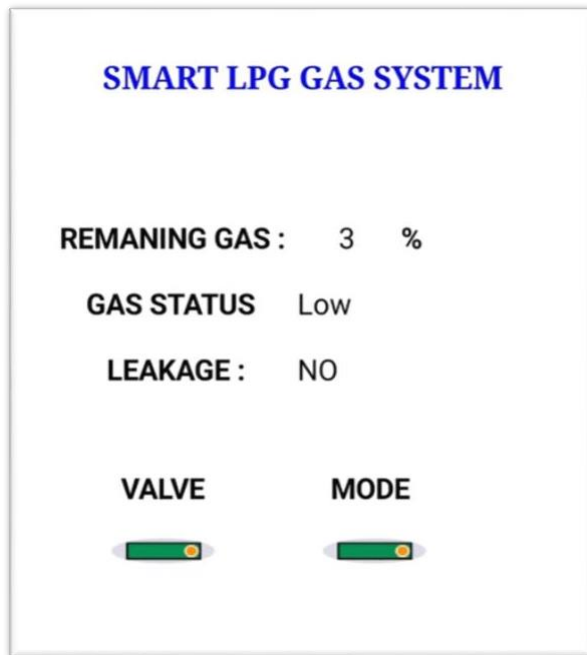 SMART LPG GAS SYSTEM
REMANING GAS : 3 %
GAS STATUS Low
LEAKAGE : NO
VALVE MODE